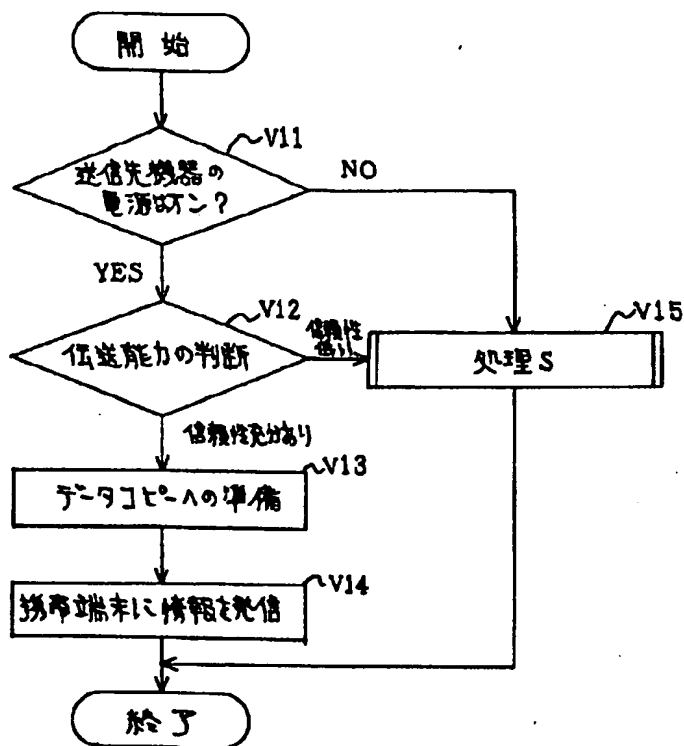 開始
V11
送信先機器の
電源はオン?
NO
YES
V12
伝送能力の判断
信頼性
低い
V15
処理S
信頼性充分あり
V13
データコピーへの準備
V14
携帯端末に情報を発信
終了